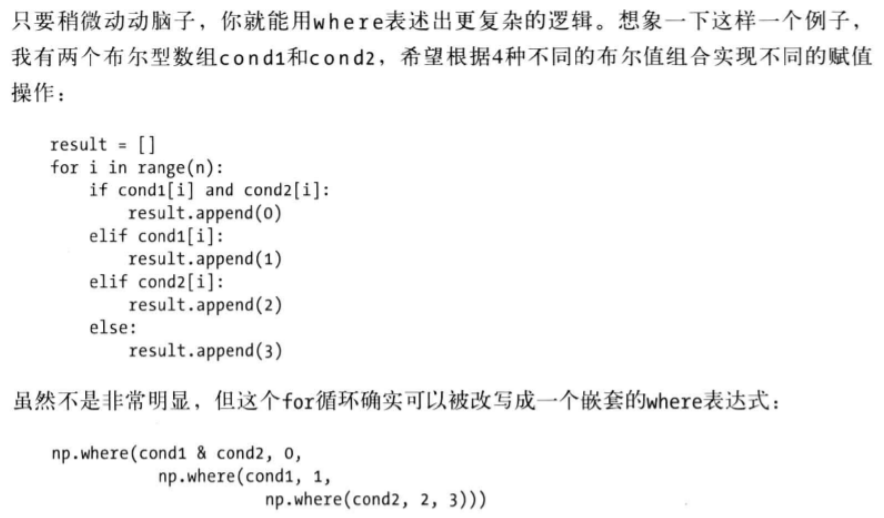 只要稍微动动脑子，你就能用where表述出更复杂的逻辑。想象一下这样一个例子，
我有两个布尔型数组cond1和cond2，希望根据4种不同的布尔值组合实现不同的赋值
操作：
result = []
for i in range(n):
    if cond1[i] and cond2[i]:
        result.append(0)
    elif cond1[i]:
        result.append(1)
    elif cond2[i]:
        result.append(2)
    else:
        result.append(3)
虽然不是非常明显，但这个for循环确实可以被改写成一个嵌套的where表达式：
np.where(cond1 & cond2, 0,
         np.where(cond1, 1,
                  np.where(cond2, 2, 3)))